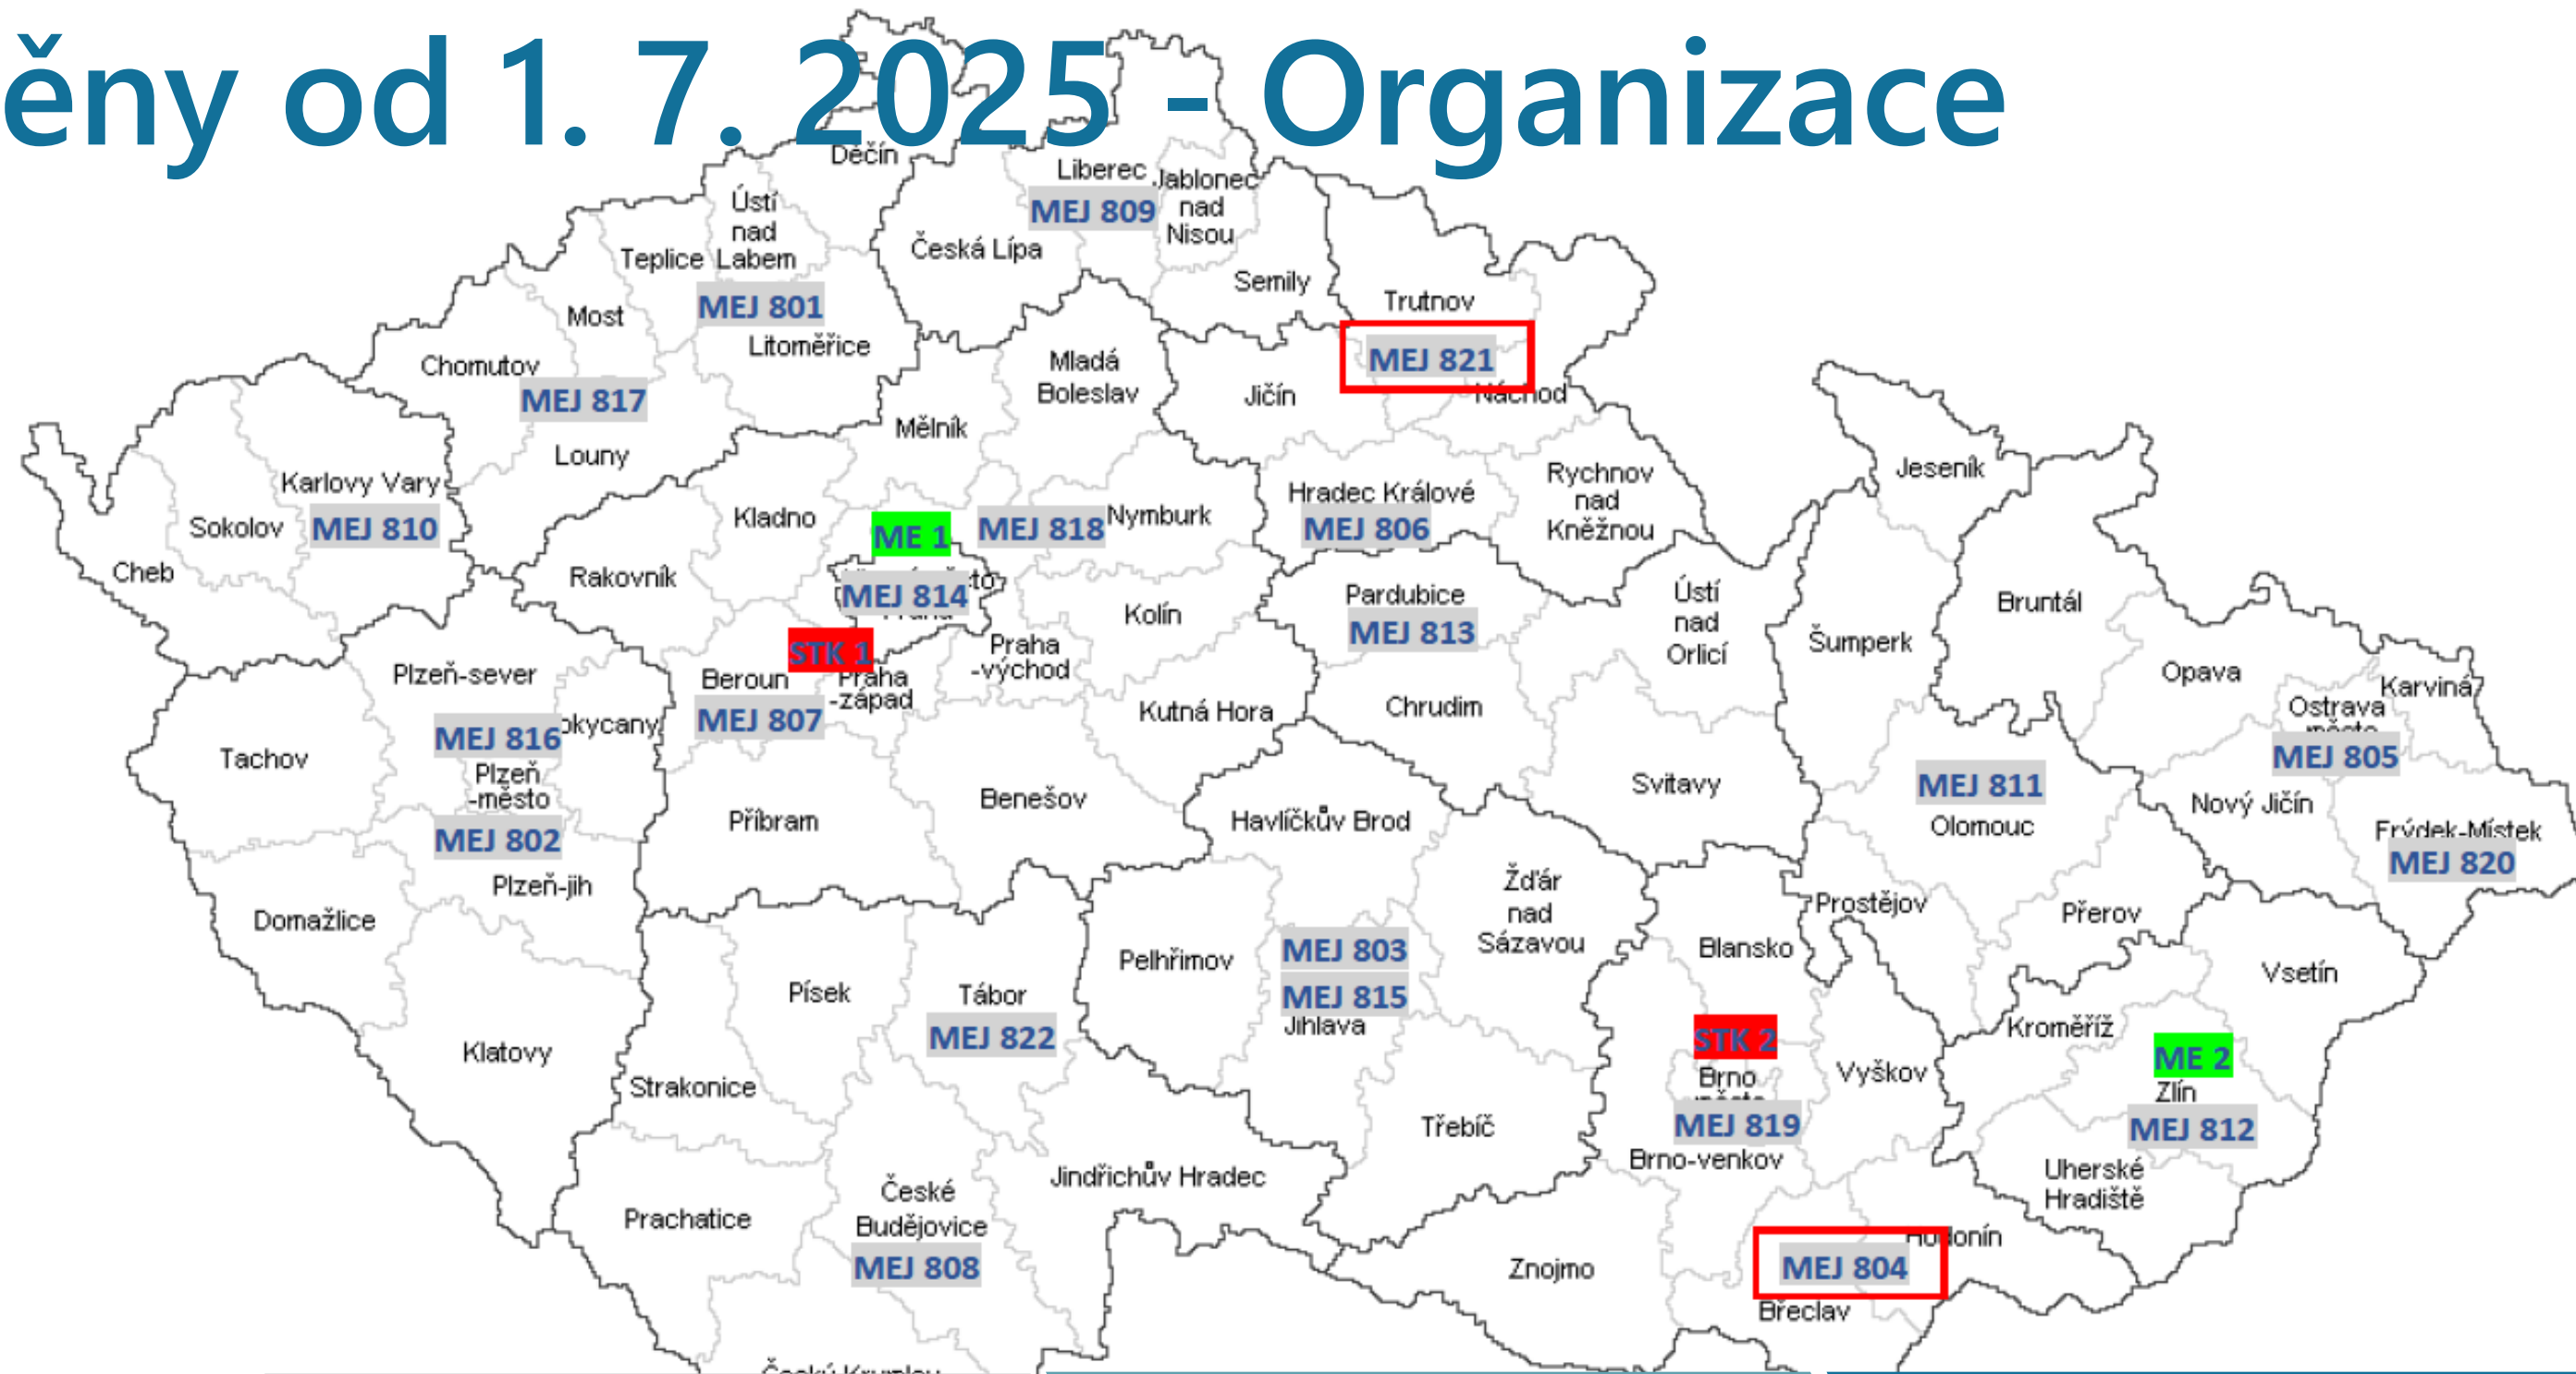 ěny od 1. 7. 2025 - Organizace
Děčín
Liberec
MEJ 809
Jablonec
nad
Nisou
Ústí
nad
Labem
Teplice
Česká Lípa
Semily
Trutnov
MEJ 801
Most
Litoměřice
MEJ 821
Náchod
Chomutov
MEJ 817
Mladá
Boleslav
Jičín
Mělník
Louny
Karlovy Vary
MEJ 810
Sokolov
Cheb
Kladno
ME 1
MEJ 818
Nymburk
Hradec Králové
MEJ 806
Rychnov
nad
Kněžnou
Jeseník
Rakovník
MEJ 814
Kolín
Pardubice
MEJ 813
Ústí
nad
Orlicí
Šumperk
Bruntál
STK 1
Praha
-východ
Plzeň-sever
Beroun
MEJ 807
Praha
-západ
Kutná Hora
Chrudim
Opava
Karviná
Ostrava
město
MEJ 805
MEJ 816
okycany
Tachov
Plzeň
-město
MEJ 802
Příbram
Benešov
Havlíčkův Brod
Svitavy
MEJ 811
Olomouc
Nový Jičín
Frýdek-Místek
MEJ 820
Plzeň-jih
Domažlice
Žďár
nad
Sázavou
Prostějov
Přerov
Pelhřimov
MEJ 803
MEJ 815
Jihlava
Blansko
Vsetín
Písek
Tábor
MEJ 822
Klatovy
Strakonice
STK 2
Brno
město
MEJ 819
Brno-venkov
Vyškov
Kroměříž
ME 2
Zlín
MEJ 812
Třebíč
Jindřichův Hradec
Uherské
Hradiště
Prachatice
České
Budějovice
MEJ 808
Znojmo
Hodonín
MEJ 804
Břeclav
Český Krumlov